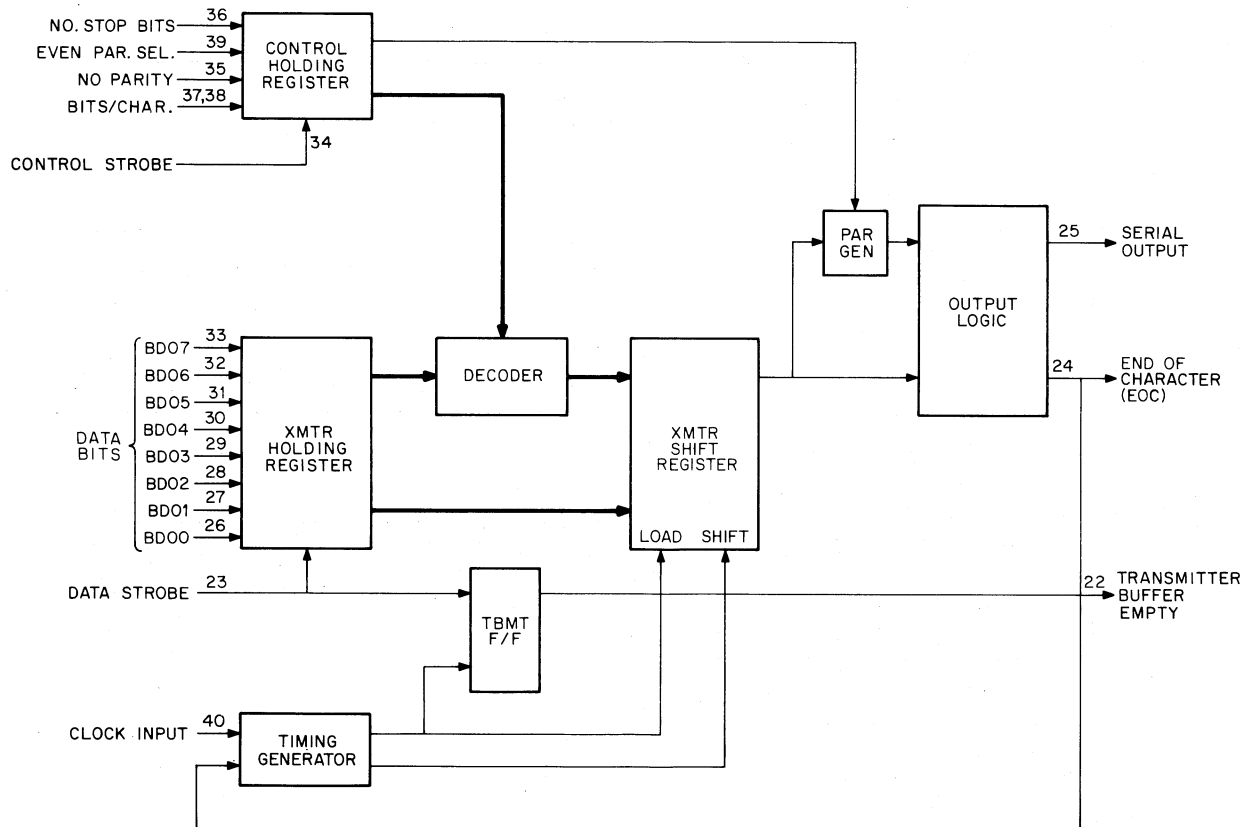 NO. STOP BITS 36
EVEN PAR. SEL. 39
NO PARITY 35
BITS/CHAR. 37,38
CONTROL
HOLDING
REGISTER
CONTROL STROBE 34
PAR
GEN
OUTPUT
LOGIC
25 SERIAL
OUTPUT
24 END OF
CHARACTER
(EOC)
DATA
BITS
BD07 33
BD06 32
BD05 31
BD04 30
BD03 29
BD02 28
BD01 27
BD00 26
XMTR
HOLDING
REGISTER
DECODER
XMTR
SHIFT
REGISTER
LOAD SHIFT
DATA STROBE 23
TBMT
F/F
22 TRANSMITTER
BUFFER
EMPTY
CLOCK INPUT 40
TIMING
GENERATOR